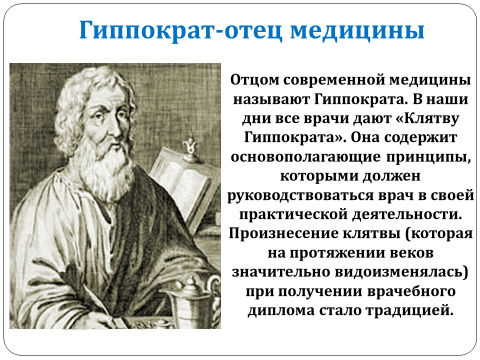 Гиппократ-отец медицины
Отцом современной медицины
называют Гиппократа. В наши
дни все врачи дают «Клятву
Гиппократа». Она содержит
основополагающие принципы,
которыми должен
руководствоваться врач в своей
практической деятельности.
Произнесение клятвы (которая
на протяжении веков
значительно видоизменялась)
при получении врачебного
диплома стало традицией.